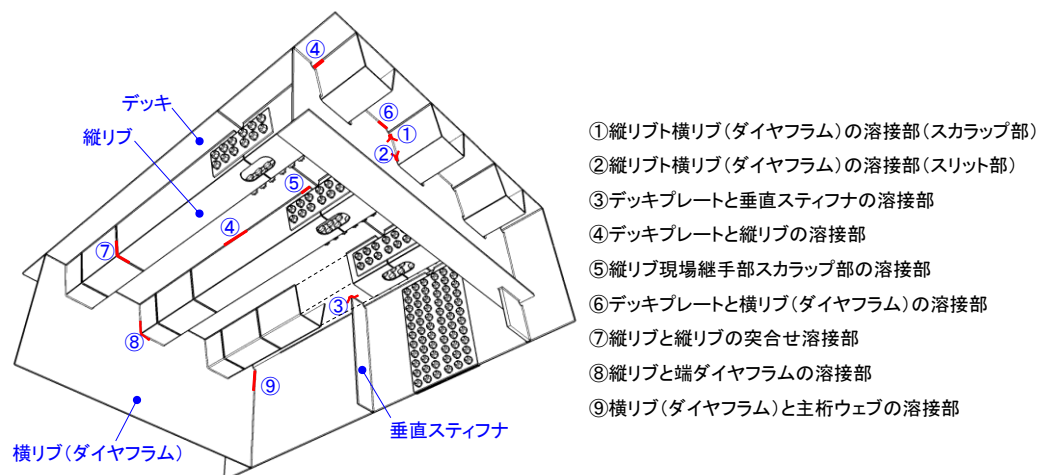 ④
デッキ
⑥
縦リブ
①
②
⑤
④
⑦
③
⑧
⑨
垂直スティフナ
横リブ(ダイヤフラム)
①縦リブト横リブ(ダイヤフラム)の溶接部(スカラップ部)
②縦リブト横リブ(ダイヤフラム)の溶接部(スリット部)
③デッキプレートと垂直スティフナの溶接部
④デッキプレートと縦リブの溶接部
⑤縦リブ現場継手部スカラップ部の溶接部
⑥デッキプレートと横リブ(ダイヤフラム)の溶接部
⑦縦リブと縦リブの突合せ溶接部
⑧縦リブと端ダイヤフラムの溶接部
⑨横リブ(ダイヤフラム)と主桁ウェブの溶接部